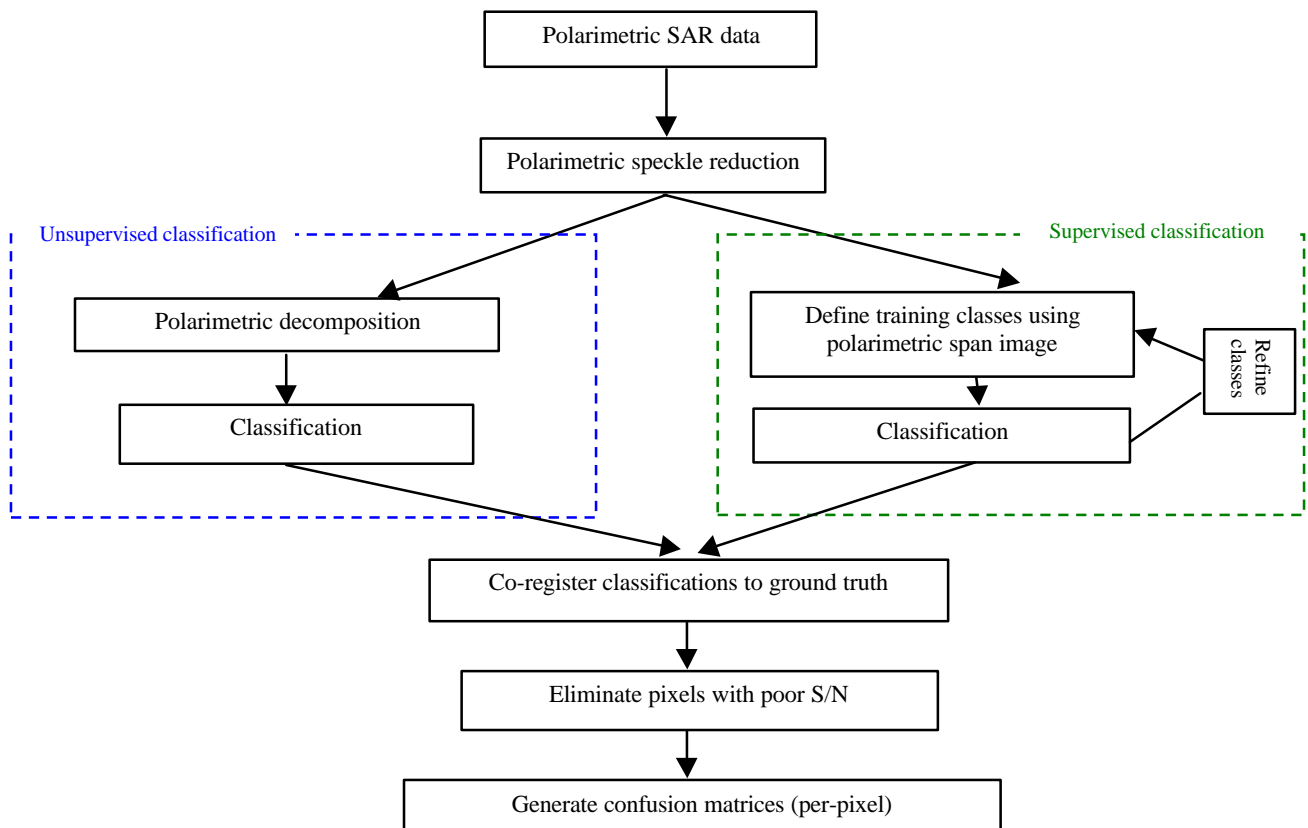 Polarimetric SAR data
Polarimetric speckle reduction
Unsupervised classification
Supervised classification
Polarimetric decomposition
Classification
Define training classes using
polarimetric span image
Refine
classes
Classification
Co-register classifications to ground truth
Eliminate pixels with poor S/N
Generate confusion matrices (per-pixel)